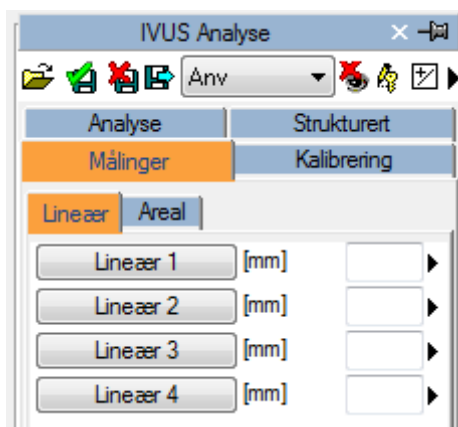 IVUS Analyse
Anv
Analyse Strukturert
Målinger Kalibrering
Lineær Areal
Lineær 1 [mm]
Lineær 2 [mm]
Lineær 3 [mm]
Lineær 4 [mm]